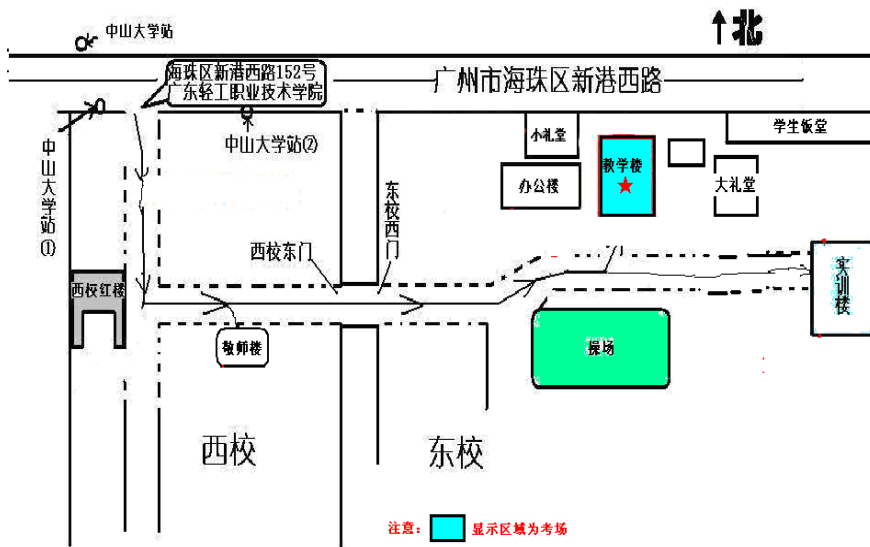 中山大学站
北
海珠区新港西路152号
广东轻工职业技术学院
广州市海珠区新港西路
中山大学站(1)
中山大学站(2)
小礼堂
教学楼
学生饭堂
办公楼
大礼堂
东校西门
西校东门
西校红楼
实训楼
敬师楼
操场
西校
东校
注意:
显示区域为考场